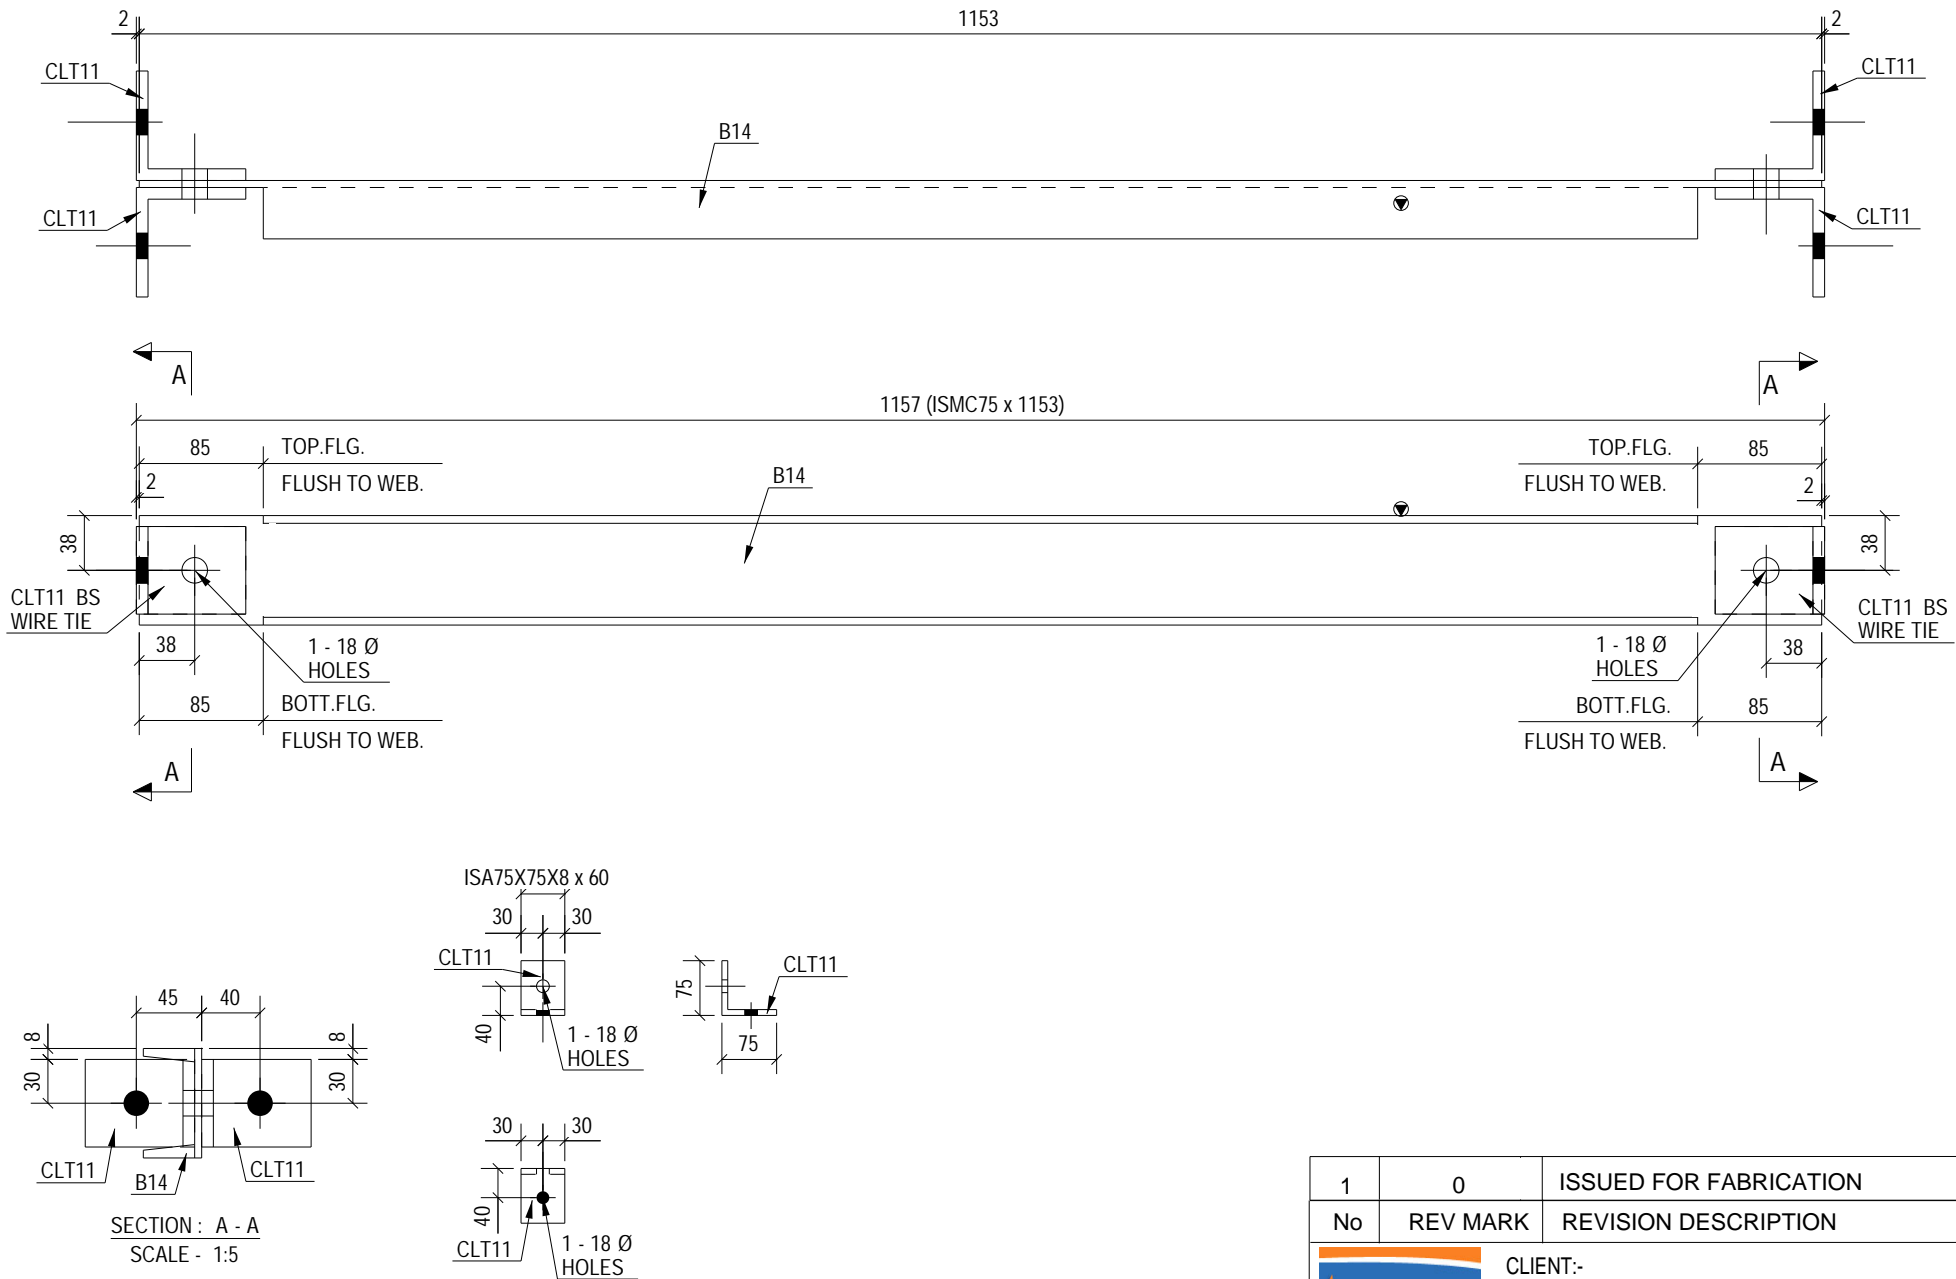 2
1153
2
CLT11
CLT11
B14
CLT11
CLT11
A
A
1157 (ISMC75 x 1153)
85
TOP.FLG.
FLUSH TO WEB.
TOP.FLG.
85
FLUSH TO WEB.
2
B14
2
38
38
CLT11 BS
WIRE TIE
CLT11 BS
WIRE TIE
38
1 - 18 Ø
HOLES
1 - 18 Ø
HOLES
38
85
BOTT.FLG.
FLUSH TO WEB.
BOTT.FLG.
85
FLUSH TO WEB.
A
A
ISA75X75X8 x 60
30
30
CLT11
CLT11
75
40
1 - 18 Ø
HOLES
75
45
40
8
8
30
30
CLT11
B14
CLT11
SECTION : A - A
SCALE - 1:5
30
30
40
CLT11
1 - 18 Ø
HOLES
1 0 ISSUED FOR FABRICATION
No REV MARK REVISION DESCRIPTION
CLIENT:-